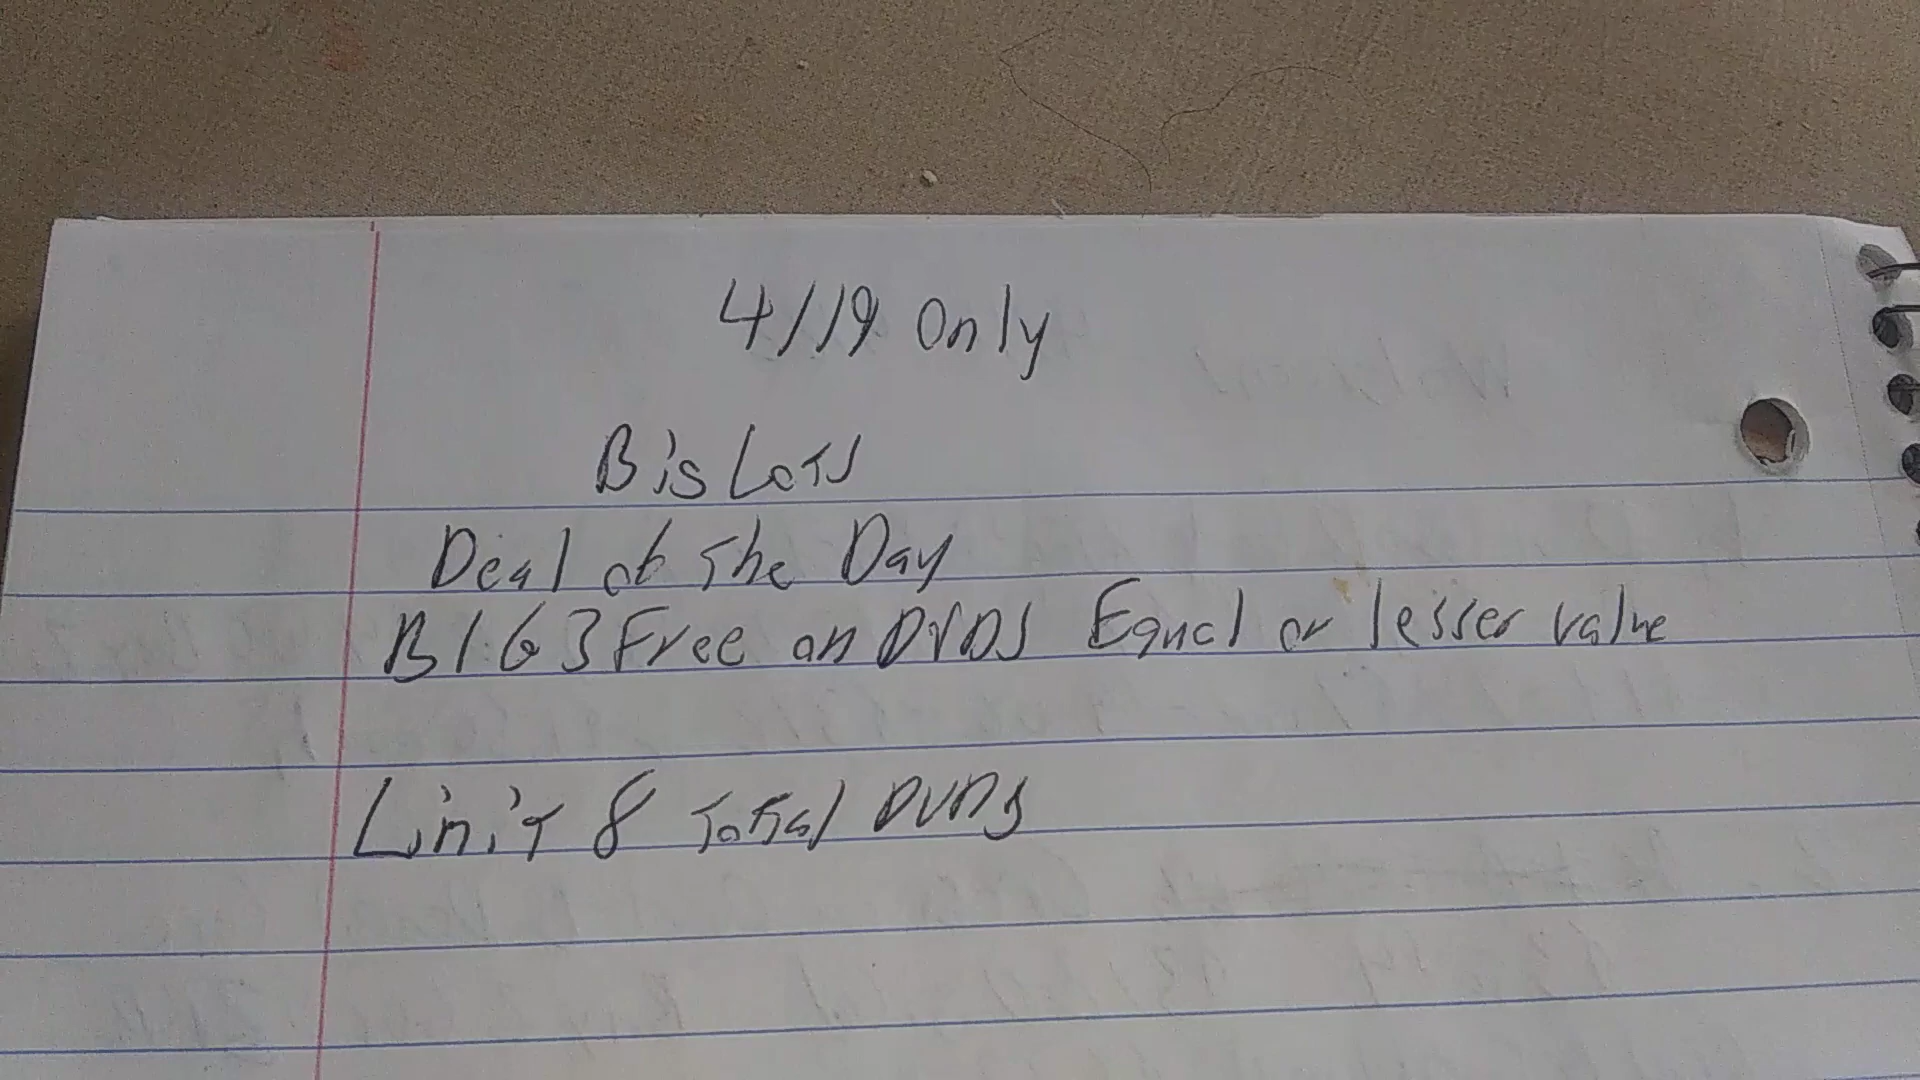 4/19 Only
Big Lots
Deal of The Day
B1G3 Free on DVDs Equal or lesser value
Limit 8 Total DVDs